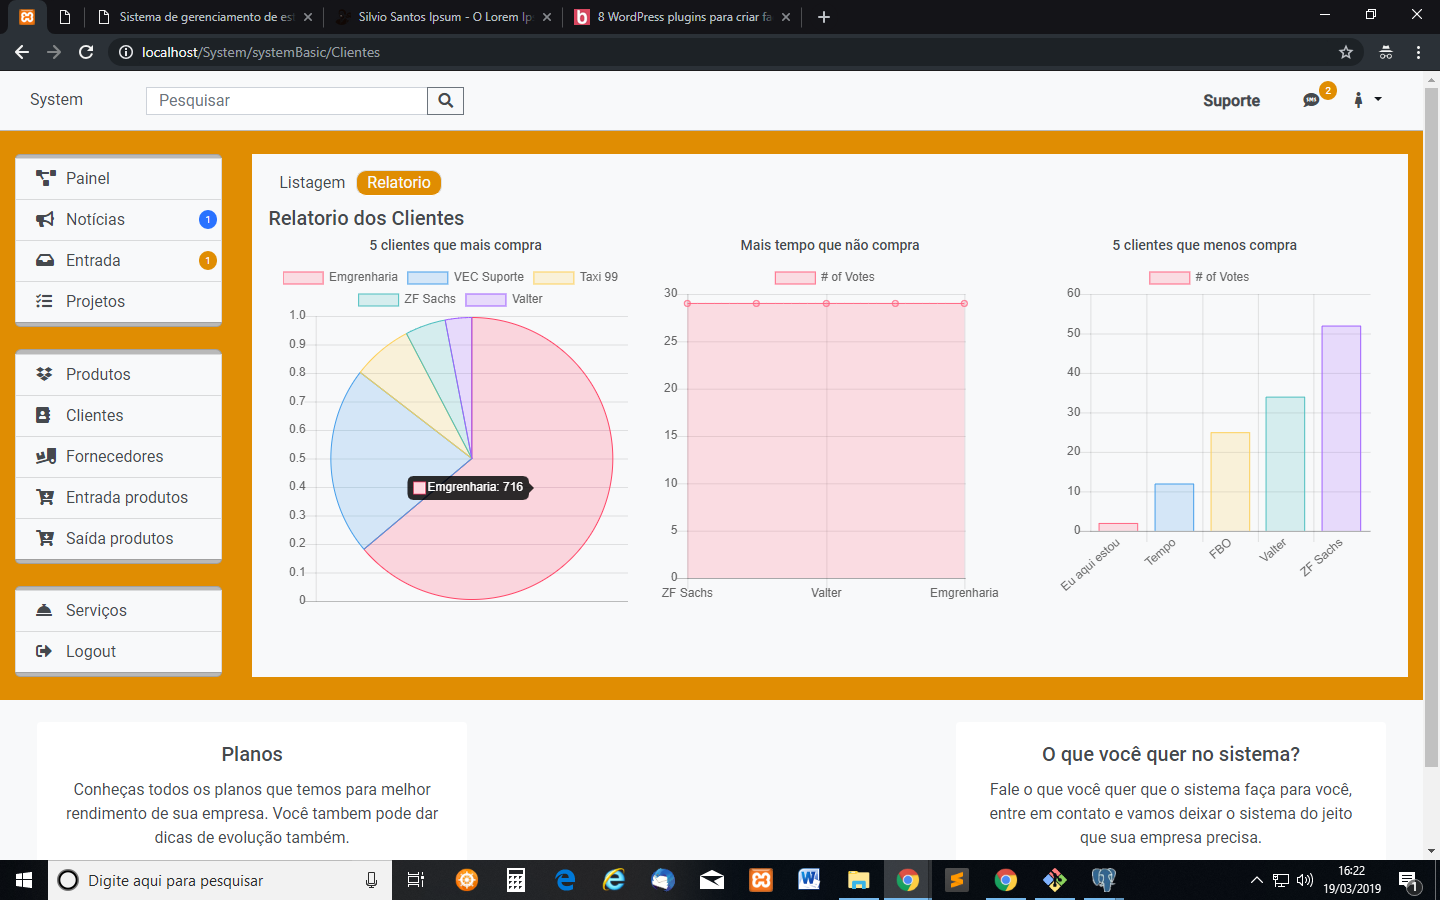 Sistema de gerenciamento de est
Silvio Santos Ipsum - O Lorem Ips
8 WordPress plugins para criar fa
localhost/System/systemBasic/Clientes
System
Pesquisar
Suporte
2
Painel
Notícias 1
Entrada 1
Projetos
Produtos
Clientes
Fornecedores
Entrada produtos
Saída produtos
Serviços
Logout
Listagem Relatorio
Relatorio dos Clientes
5 clientes que mais compra
Emgrenharia VEC Suporte Taxi 99
ZF Sachs Valter
1.0
0.9
0.8
0.7
0.6
0.5
0.4
0.3
0.2
0.1
0
Emgrenharia: 716
Mais tempo que não compra
# of Votes
30
25
20
15
10
5
0
ZF Sachs Valter Emgrenharia
5 clientes que menos compra
# of Votes
60
50
40
30
20
10
0
Eu aqui estou Tempo FBO Valter ZF Sachs
Planos
Conheças todos os planos que temos para melhor
rendimento de sua empresa. Você tambem pode dar
dicas de evolução também.
O que você quer no sistema?
Fale o que você quer que o sistema faça para você,
entre em contato e vamos deixar o sistema do jeito
que sua empresa precisa.
Digite aqui para pesquisar
16:22
19/03/2019
1